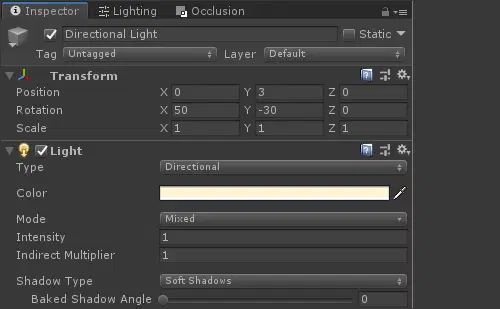 Inspector Lighting Occlusion
Directional Light Static
Tag Untagged Layer Default
Transform
Position X 0 Y 3 Z 0
Rotation X 50 Y -30 Z 0
Scale X 1 Y 1 Z 1
Light
Type Directional
Color
Mode Mixed
Intensity 1
Indirect Multiplier 1
Shadow Type Soft Shadows
Baked Shadow Angle 0